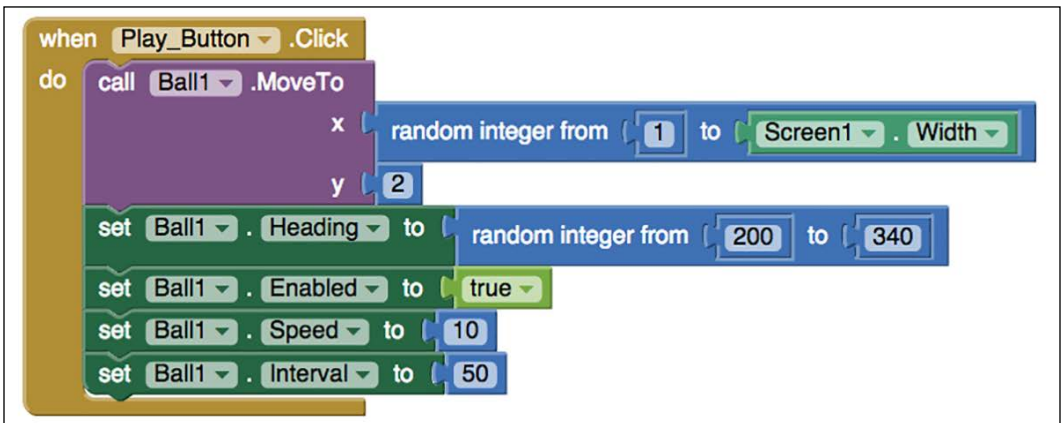 when Play_Button .Click
do call Ball1 .MoveTo
x random integer from 1 to Screen1 . Width
y 2
set Ball1 . Heading to random integer from 200 to 340
set Ball1 . Enabled to true
set Ball1 . Speed to 10
set Ball1 . Interval to 50